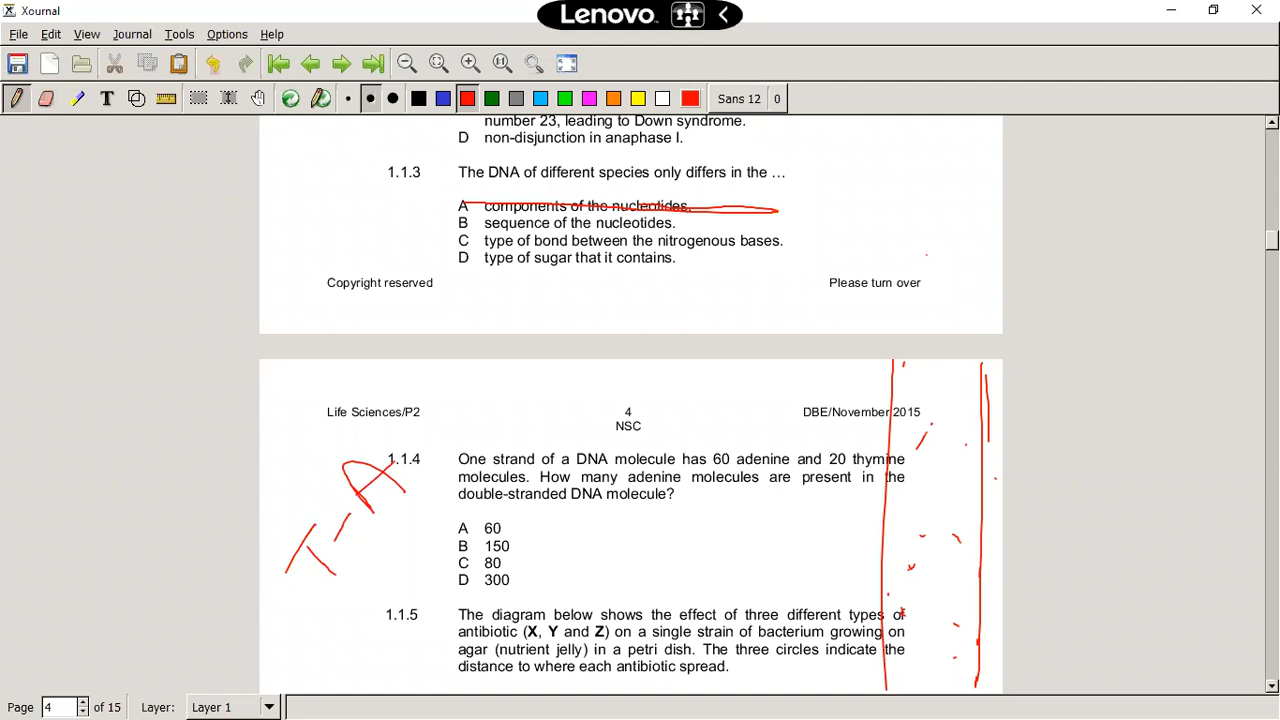 Xournal
Lenovo
File Edit View Journal Tools Options Help
Sans 12 0
number 23, leading to Down syndrome.
D non-disjunction in anaphase I.
1.1.3 The DNA of different species only differs in the …
A components of the nucleotides.
B sequence of the nucleotides.
C type of bond between the nitrogenous bases.
D type of sugar that it contains.
Copyright reserved Please turn over
Life Sciences/P2 4 DBE/November 2015
NSC
1.1.4 One strand of a DNA molecule has 60 adenine and 20 thymine
molecules. How many adenine molecules are present in the
double-stranded DNA molecule?
A 60
B 150
C 80
D 300
T-A
1.1.5 The diagram below shows the effect of three different types of
antibiotic (X, Y and Z) on a single strain of bacterium growing on
agar (nutrient jelly) in a petri dish. The three circles indicate the
distance to where each antibiotic spread.
Page 4 of 15 Layer: Layer 1